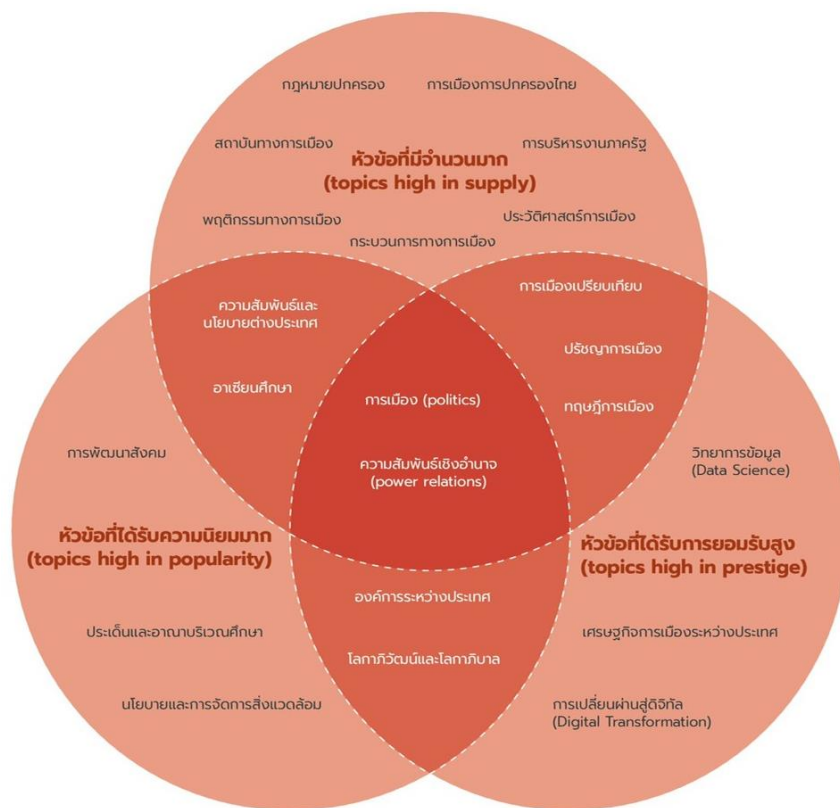 กฎหมายปกครอง
การเมืองการปกครองไทย
สถาบันทางการเมือง
การบริหารงานภาครัฐ
หัวข้อที่มีจำนวนมาก
(topics high in supply)
พฤติกรรมทางการเมือง
ประวัติศาสตร์การเมือง
กระบวนการทางการเมือง
ความสัมพันธ์และ
นโยบายต่างประเทศ
การเมืองเปรียบเทียบ
ปรัชญาการเมือง
อาเซียนศึกษา
ทฤษฎีการเมือง
การเมือง (politics)
ความสัมพันธ์เชิงอำนาจ
(power relations)
การพัฒนาสังคม
วิทยาการข้อมูล
(Data Science)
หัวข้อที่ได้รับความนิยมมาก
(topics high in popularity)
หัวข้อที่ได้รับการยอมรับสูง
(topics high in prestige)
องค์การระหว่างประเทศ
ประเด็นและอาณาบริเวณศึกษา
เศรษฐกิจการเมืองระหว่างประเทศ
โลกาภิวัฒน์และโลกาภิบาล
นโยบายและการจัดการสิ่งแวดล้อม
การเปลี่ยนผ่านสู่ดิจิทัล
(Digital Transformation)